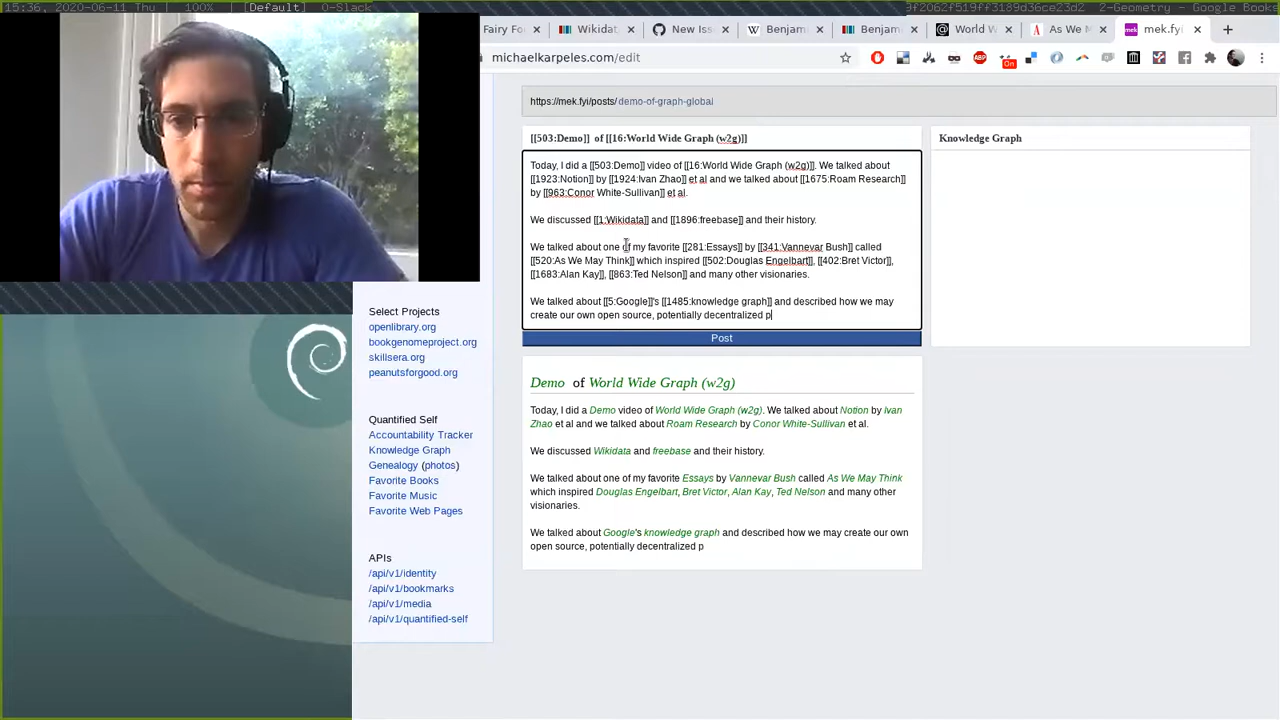 15:36, 2020-06-11 Thu | 100% | [Default] O-Slack
9f2062f519ff3189d36ce23d2 2-Geometry - Google Books
Fairy Fo
Wikidat
New Iss
Benjam
Benjam
World W
As We M
mek.fyi
michaelkarpeles.com/edit
On
ABP
https://mek.fyi/posts/ demo-of-graph-global
[[503:Demo]] of [[16:World Wide Graph (w2g)]]
Knowledge Graph
Today, I did a [[503:Demo]] video of [[16:World Wide Graph (w2g)]]. We talked about
[[1923:Notion]] by [[1924:Ivan Zhao]] et al and we talked about [[1675:Roam Research]]
by [[963:Conor White-Sullivan]] et al.
We discussed [[1:Wikidata]] and [[1896:freebase]] and their history.
We talked about one of my favorite [[281:Essays]] by [[341:Vannevar Bush]] called
[[520:As We May Think]] which inspired [[502:Douglas Engelbart]], [[402:Bret Victor]],
[[1683:Alan Kay]], [[863:Ted Nelson]] and many other visionaries.
We talked about [[5:Google]]'s [[1485:knowledge graph]] and described how we may
create our own open source, potentially decentralized p
Post
Demo of World Wide Graph (w2g)
Today, I did a Demo video of World Wide Graph (w2g). We talked about Notion by Ivan
Zhao et al and we talked about Roam Research by Conor White-Sullivan et al.
We discussed Wikidata and freebase and their history.
We talked about one of my favorite Essays by Vannevar Bush called As We May Think
which inspired Douglas Engelbart, Bret Victor, Alan Kay, Ted Nelson and many other
visionaries.
We talked about Google's knowledge graph and described how we may create our own
open source, potentially decentralized p
Select Projects
openlibrary.org
bookgenomeproject.org
skillsera.org
peanutsforgood.org
Quantified Self
Accountability Tracker
Knowledge Graph
Genealogy (photos)
Favorite Books
Favorite Music
Favorite Web Pages
APIs
/api/v1/identity
/api/v1/bookmarks
/api/v1/media
/api/v1/quantified-self